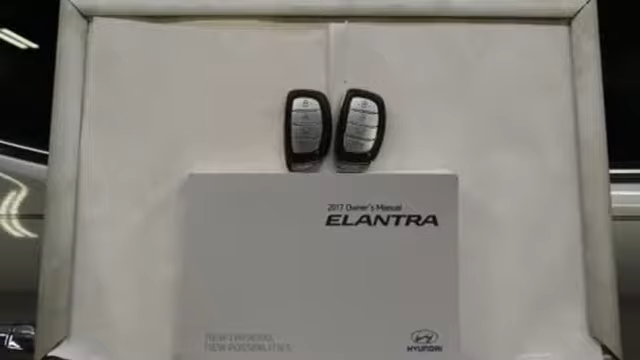 2017 Owner's Manual
ELANTRA
NEW THINKING.
NEW POSSIBILITIES.
HYUNDAI